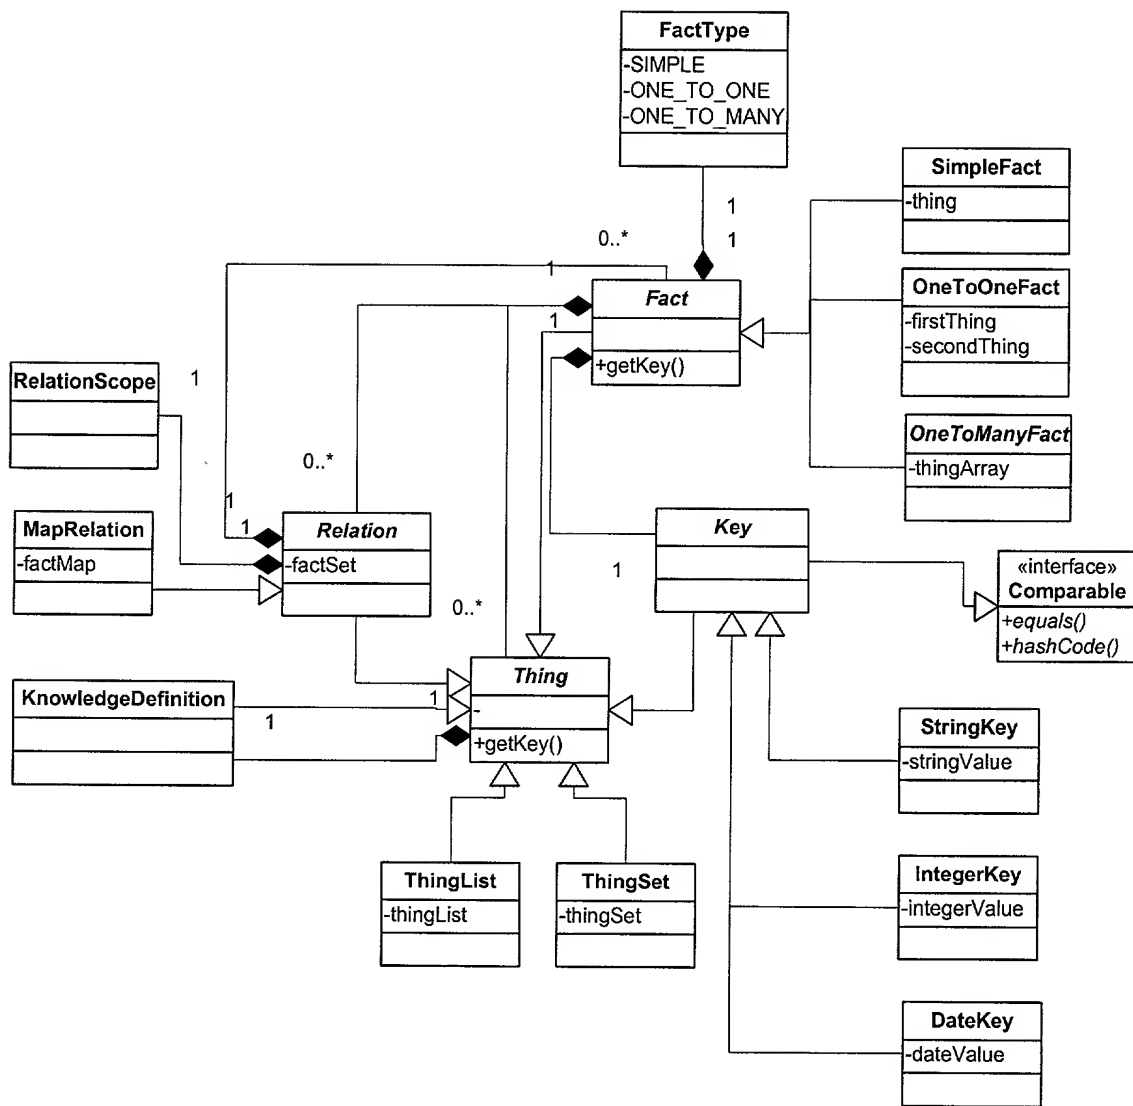 FactType
-SIMPLE
-ONE_TO_ONE
-ONE_TO_MANY
SimpleFact
-thing
1
0..*
1
1
Fact
+getKey()
1
OneToOneFact
-firstThing
-secondThing
RelationScope
1
OneToManyFact
-thingArray
0..*
1
1
MapRelation
-factMap
Relation
-factSet
Key
1
«interface»
Comparable
+equals()
+hashCode()
0..*
Thing
-
+getKey()
KnowledgeDefinition
1
1
StringKey
-stringValue
ThingList
-thingList
ThingSet
-thingSet
IntegerKey
-integerValue
DateKey
-dateValue